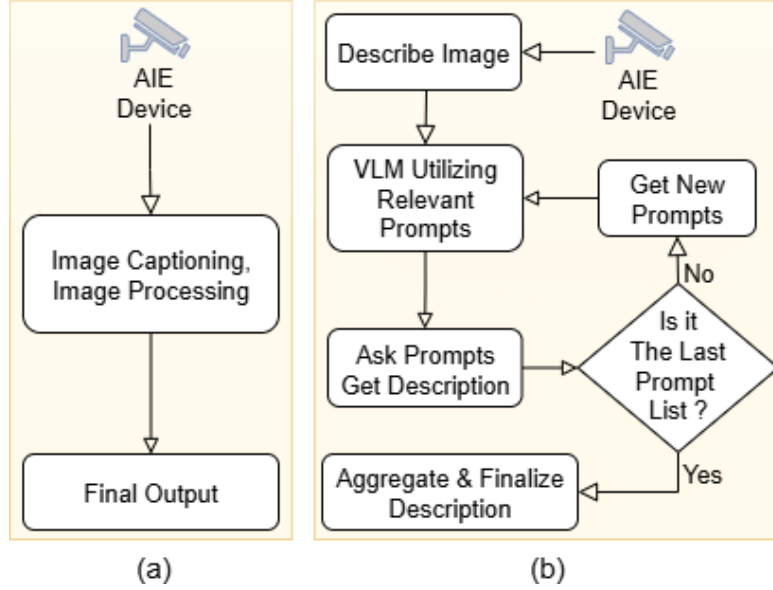 AIE
Device
Image Captioning,
Image Processing
Final Output
(a)
Describe Image
AIE
Device
VLM Utilizing
Relevant
Prompts
Get New
Prompts
No
Ask Prompts
Get Description
Is it
The Last
Prompt
List ?
Yes
Aggregate & Finalize
Description
(b)